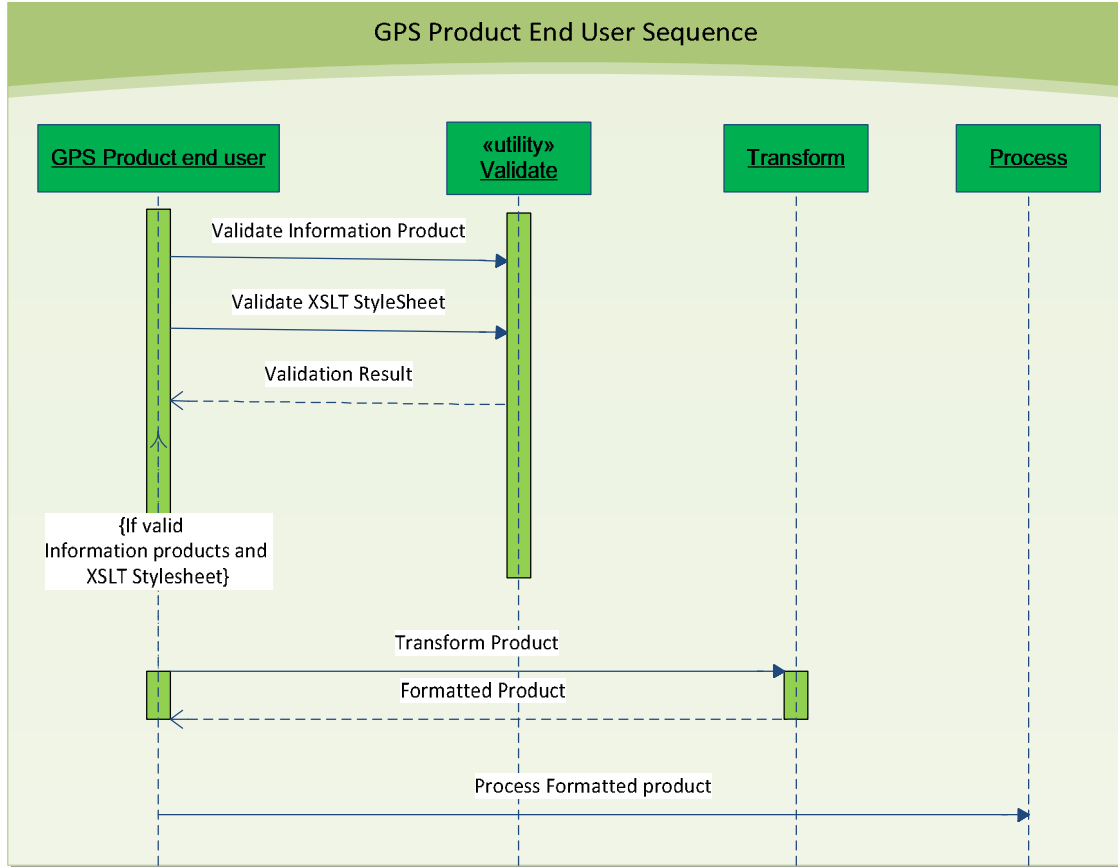 GPS Product End User Sequence
GPS Product end user
«utility»
Validate
Transform
Process
Validate Information Product
Validate XSLT StyleSheet
Validation Result
{If valid
Information products and
XSLT Stylesheet}
Transform Product
Formatted Product
Process Formatted product